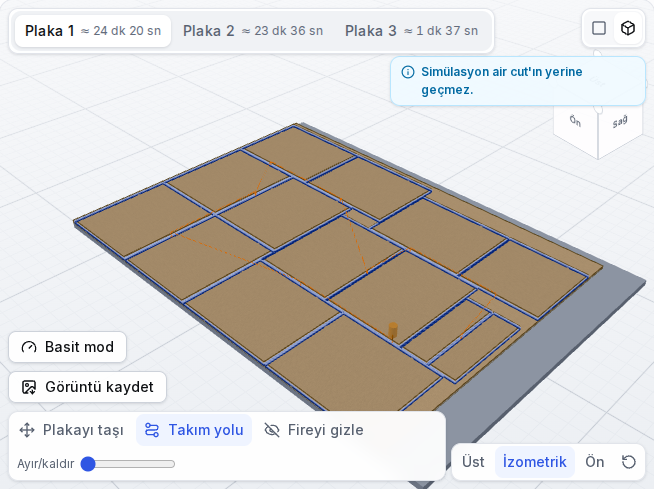 Plaka 1 ≈ 24 dk 20 sn Plaka 2 ≈ 23 dk 36 sn Plaka 3 ≈ 1 dk 37 sn
Simülasyon air cut'ın yerine
geçmez.
Ön sağ
Basit mod
Görüntü kaydet
Plakayı taşı Takım yolu Fireyi gizle
Ayır/kaldır
Üst İzometrik Ön